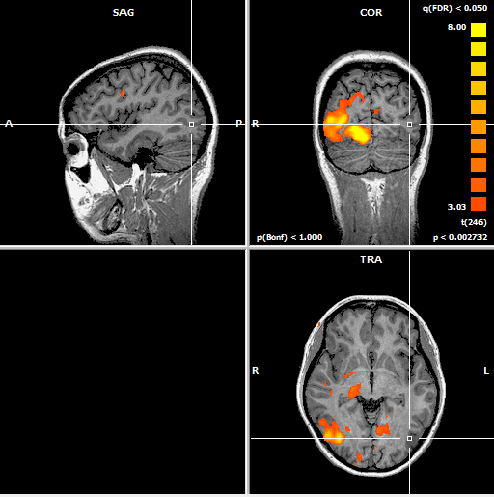 SAG
A
P
COR
R
q(FDR) < 0.050
8.00
3.03
t(246)
p < 0.002732
p(Bonf) < 1.000
TRA
R
L